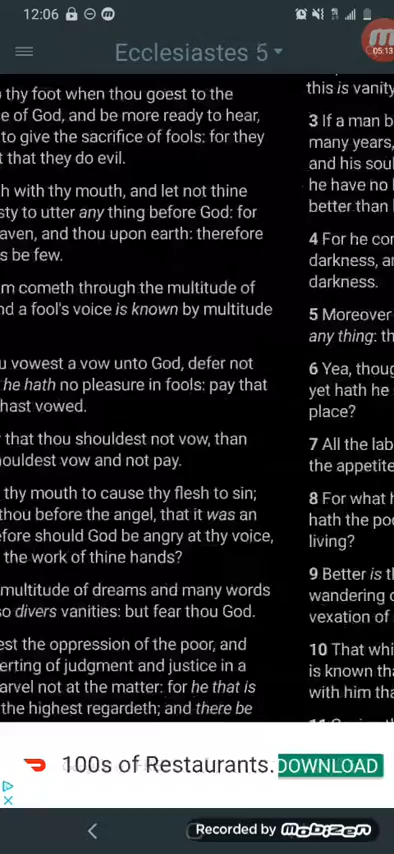 12:06
05:13
Ecclesiastes 5
thy foot when thou goest to the
e of God, and be more ready to hear,
to give the sacrifice of fools: for they
t that they do evil.
h with thy mouth, and let not thine
sty to utter any thing before God: for
aven, and thou upon earth: therefore
s be few.
m cometh through the multitude of
nd a fool's voice is known by multitude
u vowest a vow unto God, defer not
he hath no pleasure in fools: pay that
hast vowed.
that thou shouldest not vow, than
ouldest vow and not pay.
thy mouth to cause thy flesh to sin;
thou before the angel, that it was an
efore should God be angry at thy voice,
the work of thine hands?
multitude of dreams and many words
so divers vanities: but fear thou God.
est the oppression of the poor, and
erting of judgment and justice in a
arvel not at the matter: for he that is
the highest regardeth; and there be
this is vanity
3 If a man b
many years,
and his soul
he have no
better than
4 For he com
darkness, an
darkness.
5 Moreover
any thing: th
6 Yea, thoug
yet hath he
place?
7 All the lab
the appetite
8 For what h
hath the poo
living?
9 Better is th
wandering o
vexation of
10 That whi
is known tha
with him tha
100s of Restaurants.
DOWNLOAD
Recorded by Mobizen